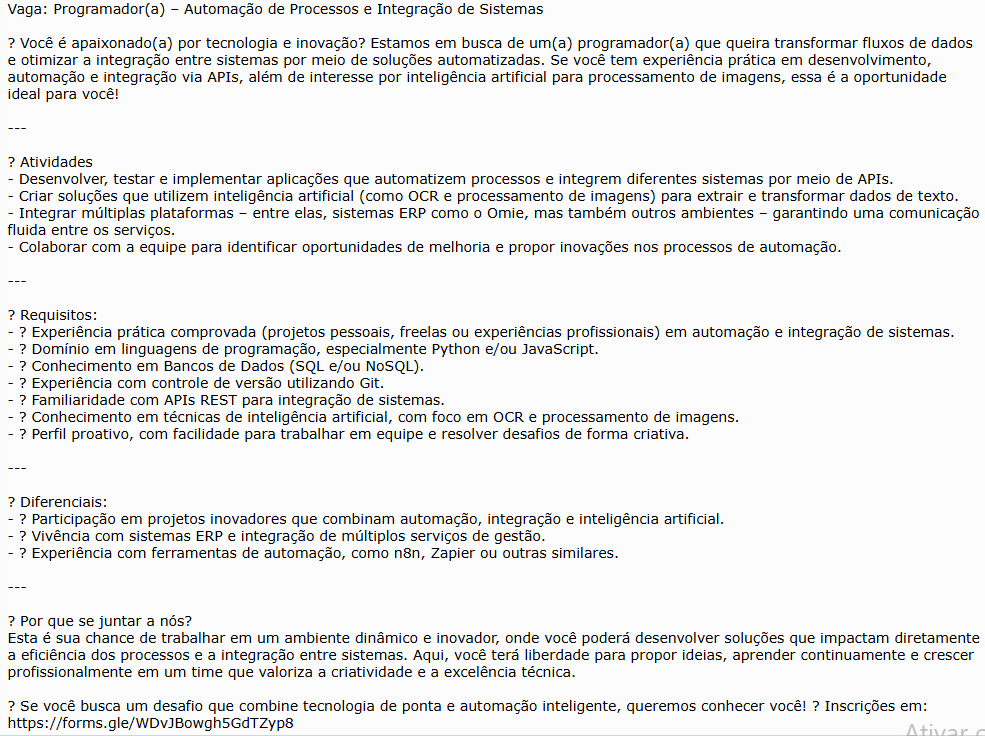 Vaga: Programador(a) – Automação de Processos e Integração de Sistemas
? Você é apaixonado(a) por tecnologia e inovação? Estamos em busca de um(a) programador(a) que queira transformar fluxos de dados
e otimizar a integração entre sistemas por meio de soluções automatizadas. Se você tem experiência prática em desenvolvimento,
automação e integração via APIs, além de interesse por inteligência artificial para processamento de imagens, essa é a oportunidade
ideal para você!
---
? Atividades
- Desenvolver, testar e implementar aplicações que automatizem processos e integrem diferentes sistemas por meio de APIs.
- Criar soluções que utilizem inteligência artificial (como OCR e processamento de imagens) para extrair e transformar dados de texto.
- Integrar múltiplas plataformas – entre elas, sistemas ERP como o Omie, mas também outros ambientes – garantindo uma comunicação
fluida entre os serviços.
- Colaborar com a equipe para identificar oportunidades de melhoria e propor inovações nos processos de automação.
---
? Requisitos:
- ? Experiência prática comprovada (projetos pessoais, freelas ou experiências profissionais) em automação e integração de sistemas.
- ? Domínio em linguagens de programação, especialmente Python e/ou JavaScript.
- ? Conhecimento em Bancos de Dados (SQL e/ou NoSQL).
- ? Experiência com controle de versão utilizando Git.
- ? Familiaridade com APIs REST para integração de sistemas.
- ? Conhecimento em técnicas de inteligência artificial, com foco em OCR e processamento de imagens.
- ? Perfil proativo, com facilidade para trabalhar em equipe e resolver desafios de forma criativa.
---
? Diferenciais:
- ? Participação em projetos inovadores que combinam automação, integração e inteligência artificial.
- ? Vivência com sistemas ERP e integração de múltiplos serviços de gestão.
- ? Experiência com ferramentas de automação, como n8n, Zapier ou outras similares.
---
? Por que se juntar a nós?
Esta é sua chance de trabalhar em um ambiente dinâmico e inovador, onde você poderá desenvolver soluções que impactam diretamente
a eficiência dos processos e a integração entre sistemas. Aqui, você terá liberdade para propor ideias, aprender continuamente e crescer
profissionalmente em um time que valoriza a criatividade e a excelência técnica.
? Se você busca um desafio que combine tecnologia de ponta e automação inteligente, queremos conhecer você! ? Inscrições em:
https://forms.gle/WDvJBowgh5GdTZyp8
Ativar